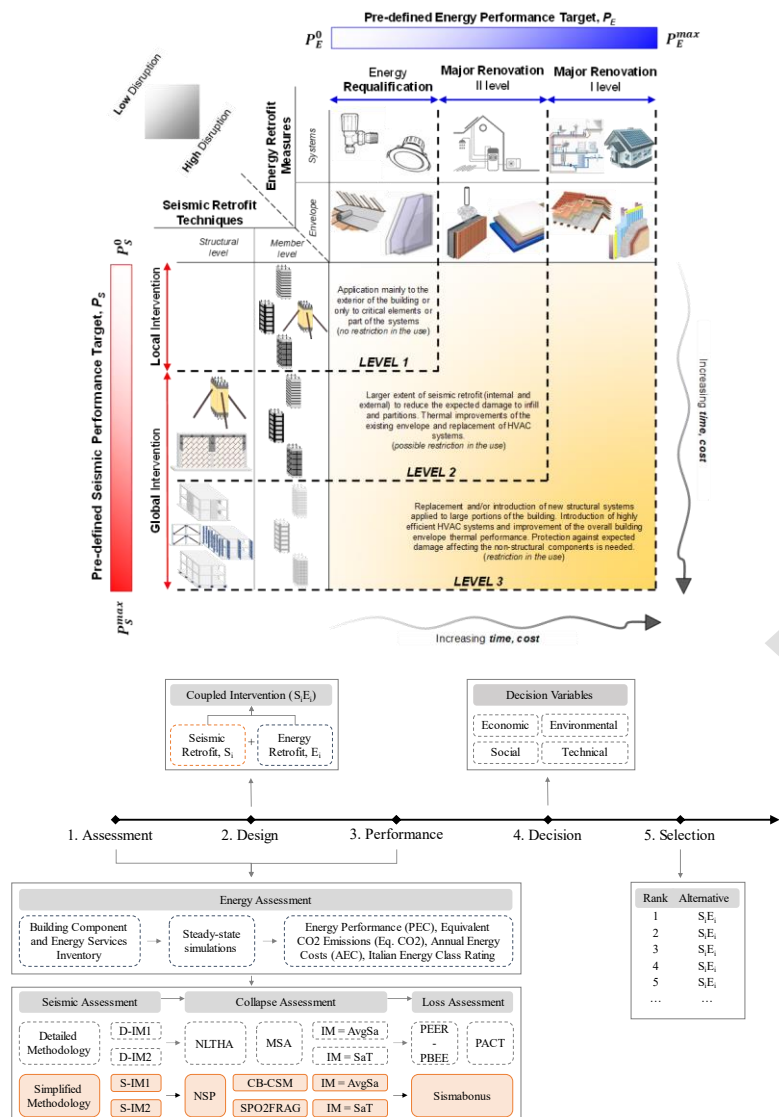 Pre-defined Energy Performance Target, P_E
P_E^0
P_E^max
Low Disruption
High Disruption
Energy Retrofit
Measures
Energy
Requalification
Major Renovation
II level
Major Renovation
I level
Systems
Envelope
Seismic Retrofit
Techniques
Structural
level
Member
level
Pre-defined Seismic Performance Target, P_S
P_S^0
P_S^max
Local Intervention
Global Intervention
Application mainly to the
exterior of the building or
only to critical elements or
part of the systems
(no restriction in the use)
LEVEL 1
Larger extent of seismic retrofit (internal and
external) to reduce the expected damage to infill
and partitions. Thermal improvements of the
existing envelope and replacement of HVAC
systems.
(possible restriction in the use)
LEVEL 2
Replacement and/or introduction of new structural systems
applied to large portions of the building. Introduction of highly
efficient HVAC systems and improvement of the overall building
envelope thermal performance. Protection against expected
damage affecting the non-structural components is needed.
(restriction in the use)
LEVEL 3
Increasing time, cost
Increasing time, cost
Coupled Intervention (SiEi)
Seismic
Retrofit, Si
+
Energy
Retrofit, Ei
Decision Variables
Economic
Environmental
Social
Technical
1. Assessment
2. Design
3. Performance
4. Decision
5. Selection
Energy Assessment
Building Component
and Energy Services
Inventory
Steady-state
simulations
Energy Performance (PEC), Equivalent
CO2 Emissions (Eq. CO2), Annual Energy
Costs (AEC), Italian Energy Class Rating
Rank Alternative
1 SiEi
2 SiEi
3 SiEi
4 SiEi
5 SiEi
… …
Seismic Assessment
Collapse Assessment
Loss Assessment
Detailed
Methodology
D-IM1
D-IM2
NLTHA
MSA
IM = AvgSa
IM = SaT
PEER
-
PBEE
PACT
Simplified
Methodology
S-IM1
S-IM2
NSP
CB-CSM
SPO2FRAG
IM = AvgSa
IM = SaT
Sismabonus